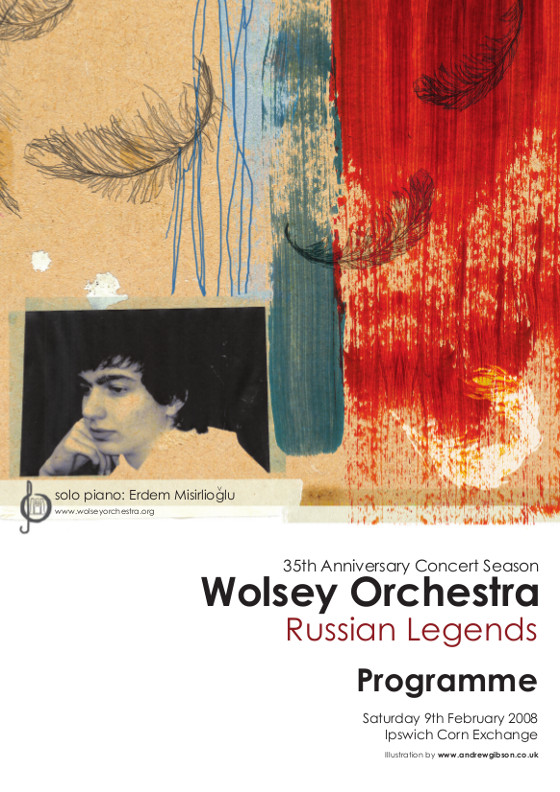 solo piano: Erdem Misirlioğlu
www.wolseyorchestra.org
35th Anniversary Concert Season
Wolsey Orchestra
Russian Legends
Programme
Saturday 9th February 2008
Ipswich Corn Exchange
Illustration by www.andrewgibson.co.uk